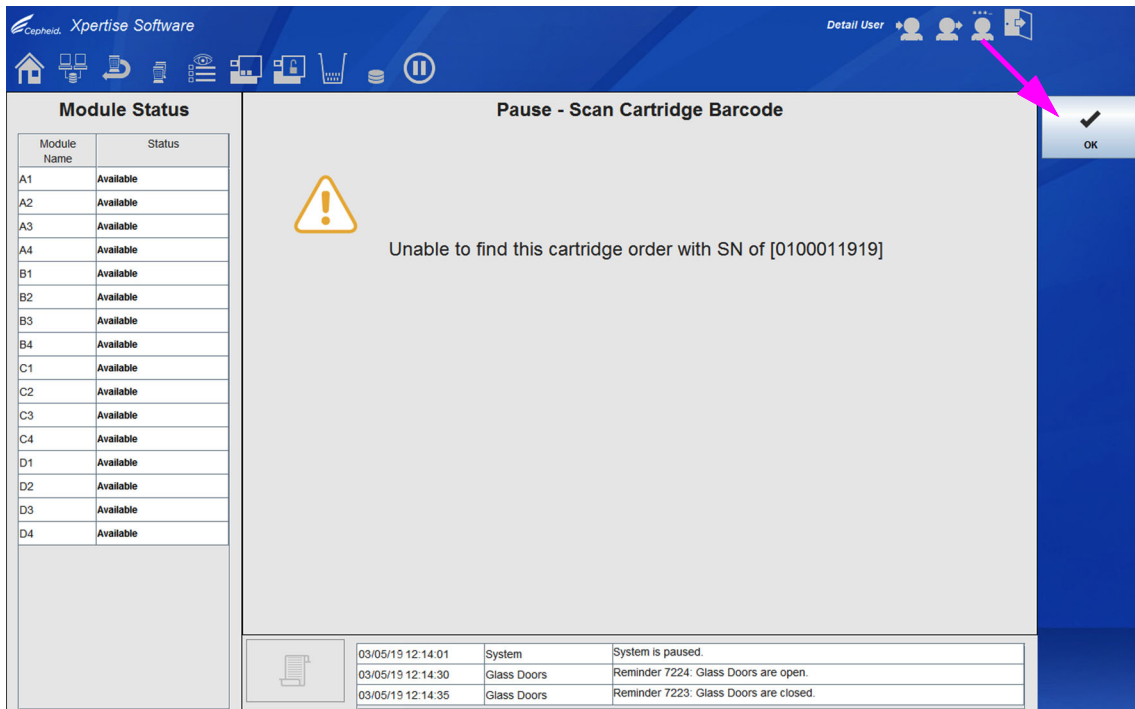 Cepheid. Xpertise Software
Detail User
Module Status
Pause - Scan Cartridge Barcode
OK
Module Name Status
A1 Available
A2 Available
A3 Available
A4 Available
B1 Available
B2 Available
B3 Available
B4 Available
C1 Available
C2 Available
C3 Available
C4 Available
D1 Available
D2 Available
D3 Available
D4 Available
Unable to find this cartridge order with SN of [0100011919]
03/05/19 12:14:01 System System is paused.
03/05/19 12:14:30 Glass Doors Reminder 7224: Glass Doors are open.
03/05/19 12:14:35 Glass Doors Reminder 7223: Glass Doors are closed.